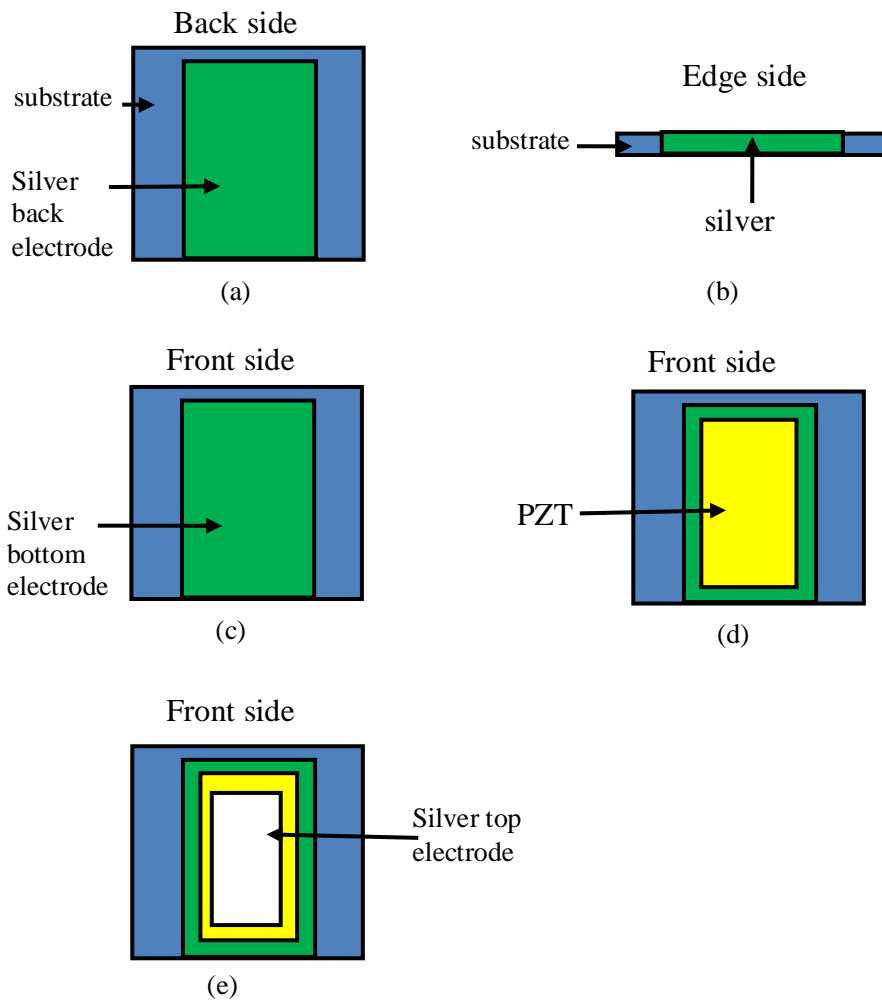 Back side
substrate
Silver
back
electrode
(a)
Edge side
substrate
silver
(b)
Front side
Silver
bottom
electrode
(c)
Front side
PZT
(d)
Front side
Silver top
electrode
(e)